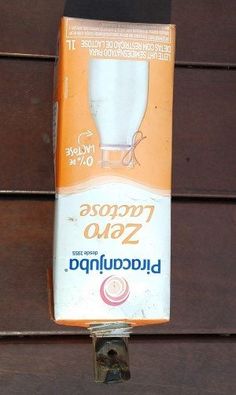 Piracanjuba®
desde 1955
Zero
Lactose
0% DE
LACTOSE
LEITE UHT SEMIDESNATADO PARA
DIETAS COM RESTRIÇÃO DE LACTOSE 1L